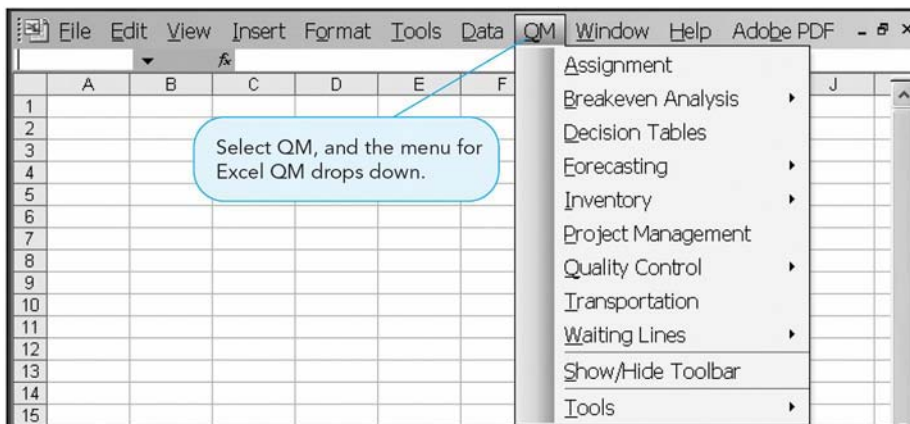 File Edit View Insert Format Tools Data QM Window Help Adobe PDF
fx
A B C D E F J
1
2
3
4
5
6
7
8
9
10
11
12
13
14
15
Select QM, and the menu for
Excel QM drops down.
Assignment
Breakeven Analysis
Decision Tables
Forecasting
Inventory
Project Management
Quality Control
Transportation
Waiting Lines
Show/Hide Toolbar
Tools